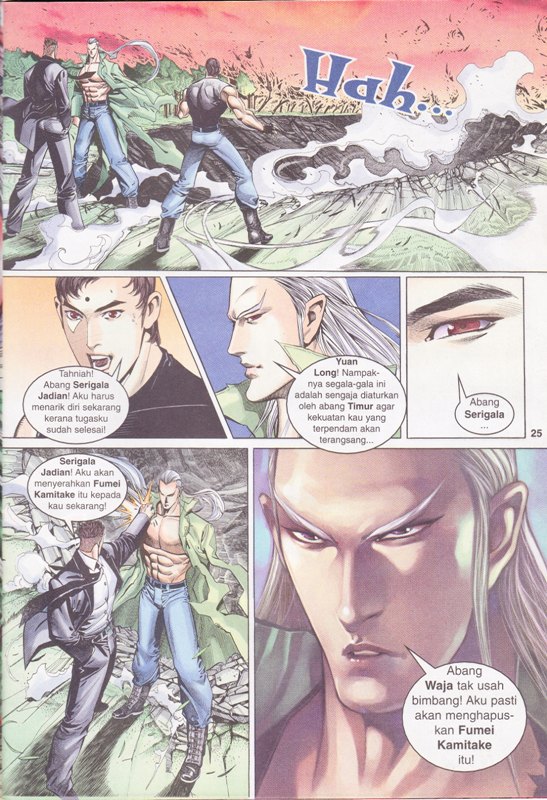 Hah...
Tahniah!
Abang Serigala
Jadian! Aku harus
menarik diri sekarang
kerana tugasku
sudah selesai!
Yuan
Long! Nampak-
nya segala-gala ini
adalah sengaja diaturkan
oleh abang Timur agar
kekuatan kau yang
terpendam akan
terangsang...
Abang
Serigala
...
25
Serigala
Jadian! Aku akan
menyerahkan Fumei
Kamitake itu kepada
kau sekarang!
Abang
Waja tak usah
bimbang! Aku pasti
akan menghapus-
kan Fumei
Kamitake
itu!